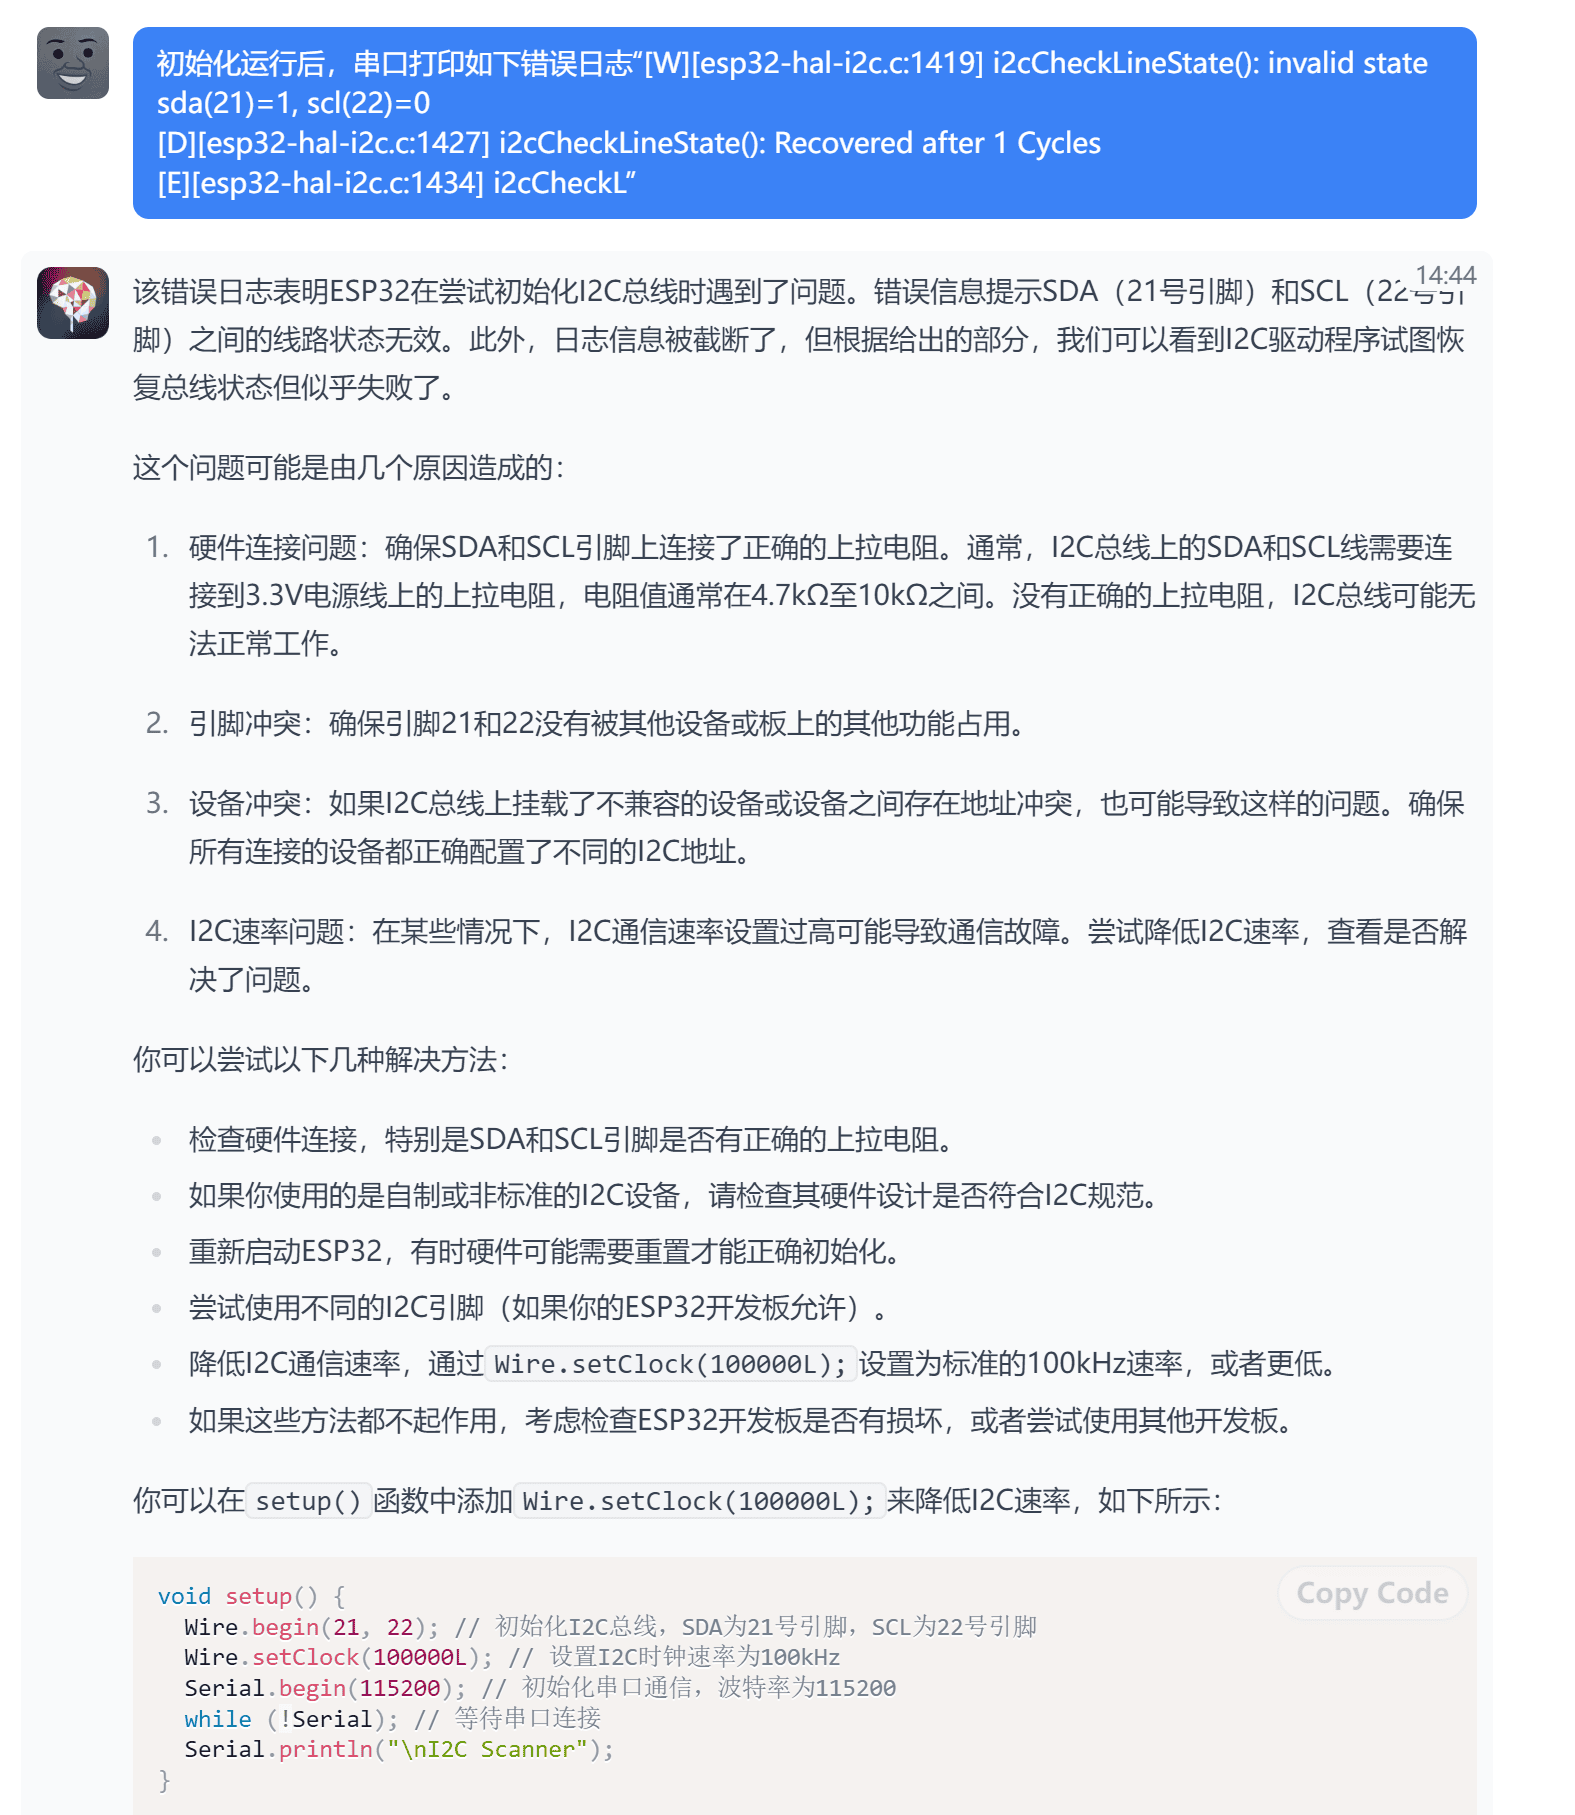 初始化运行后，串口打印如下错误日志“[W][esp32-hal-i2c.c:1419] i2cCheckLineState(): invalid state
sda(21)=1, scl(22)=0
[D][esp32-hal-i2c.c:1427] i2cCheckLineState(): Recovered after 1 Cycles
[E][esp32-hal-i2c.c:1434] i2cCheckL”
14:44
该错误日志表明ESP32在尝试初始化I2C总线时遇到了问题。错误信息提示SDA（21号引脚）和SCL（22号引
脚）之间的线路状态无效。此外，日志信息被截断了，但根据给出的部分，我们可以看到I2C驱动程序试图恢
复总线状态但似乎失败了。
这个问题可能是由几个原因造成的：
1. 硬件连接问题：确保SDA和SCL引脚上连接了正确的上拉电阻。通常，I2C总线上的SDA和SCL线需要连
接到3.3V电源线上的上拉电阻，电阻值通常在4.7kΩ至10kΩ之间。没有正确的上拉电阻，I2C总线可能无
法正常工作。
2. 引脚冲突：确保引脚21和22没有被其他设备或板上的其他功能占用。
3. 设备冲突：如果I2C总线上挂载了不兼容的设备或设备之间存在地址冲突，也可能导致这样的问题。确保
所有连接的设备都正确配置了不同的I2C地址。
4. I2C速率问题：在某些情况下，I2C通信速率设置过高可能导致通信故障。尝试降低I2C速率，查看是否解
决了问题。
你可以尝试以下几种解决方法：
• 检查硬件连接，特别是SDA和SCL引脚是否有正确的上拉电阻。
• 如果你使用的是自制或非标准的I2C设备，请检查其硬件设计是否符合I2C规范。
• 重新启动ESP32，有时硬件可能需要重置才能正确初始化。
• 尝试使用不同的I2C引脚（如果你的ESP32开发板允许）。
• 降低I2C通信速率，通过 Wire.setClock(100000L); 设置为标准的100kHz速率，或者更低。
• 如果这些方法都不起作用，考虑检查ESP32开发板是否有损坏，或者尝试使用其他开发板。
你可以在 setup() 函数中添加 Wire.setClock(100000L); 来降低I2C速率，如下所示：
Copy Code
void setup() {
  Wire.begin(21, 22); // 初始化I2C总线，SDA为21号引脚，SCL为22号引脚
  Wire.setClock(100000L); // 设置I2C时钟速率为100kHz
  Serial.begin(115200); // 初始化串口通信，波特率为115200
  while (!Serial); // 等待串口连接
  Serial.println("\nI2C Scanner");
}